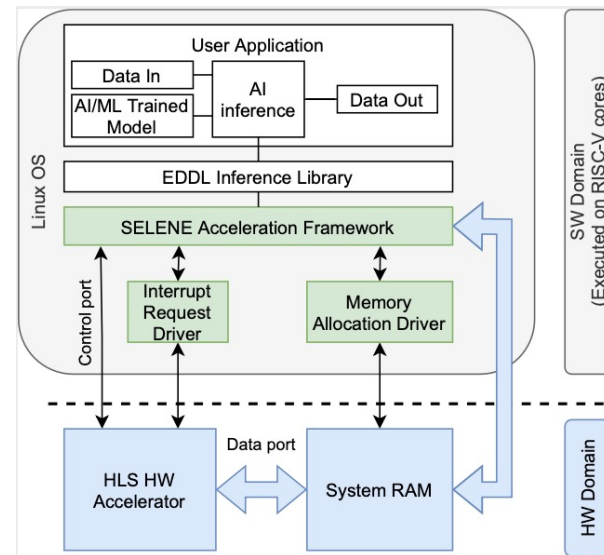 User Application
Data In
AI/ML Trained
Model
AI
inference
Data Out
EDDL Inference Library
Linux OS
SELENE Acceleration Framework
Control port
Interrupt
Request
Driver
Memory
Allocation Driver
SW Domain
(Executed on RISC-V cores)
Data port
HLS HW
Accelerator
System RAM
HW Domain